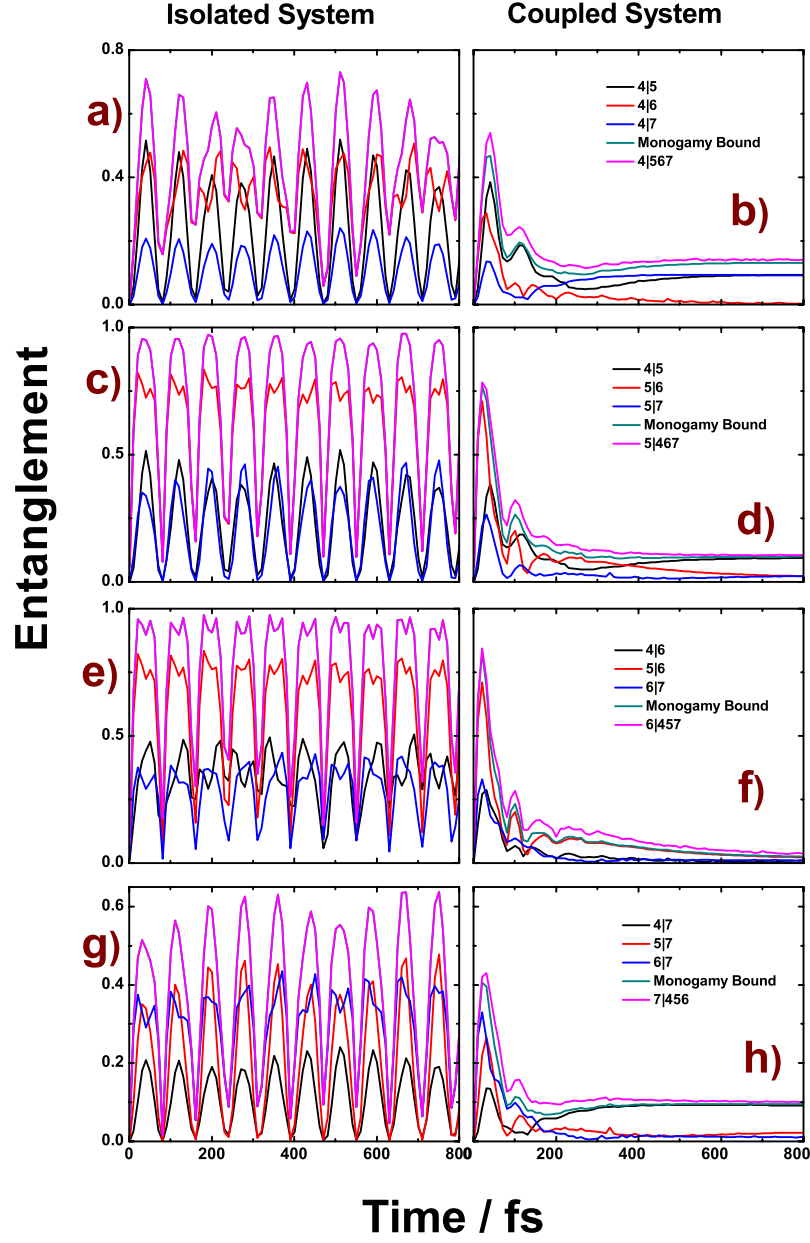 Isolated System
Coupled System
Entanglement
a)
0.8
0.4
0.0
b)
4|5
4|6
4|7
Monogamy Bound
4|567
c)
1.0
0.5
0.0
d)
4|5
5|6
5|7
Monogamy Bound
5|467
e)
1.0
0.5
0.0
f)
4|6
5|6
6|7
Monogamy Bound
6|457
g)
0.6
0.4
0.2
0.0
h)
4|7
5|7
6|7
Monogamy Bound
7|456
0 200 400 600 800
0 200 400 600 800
Time / fs